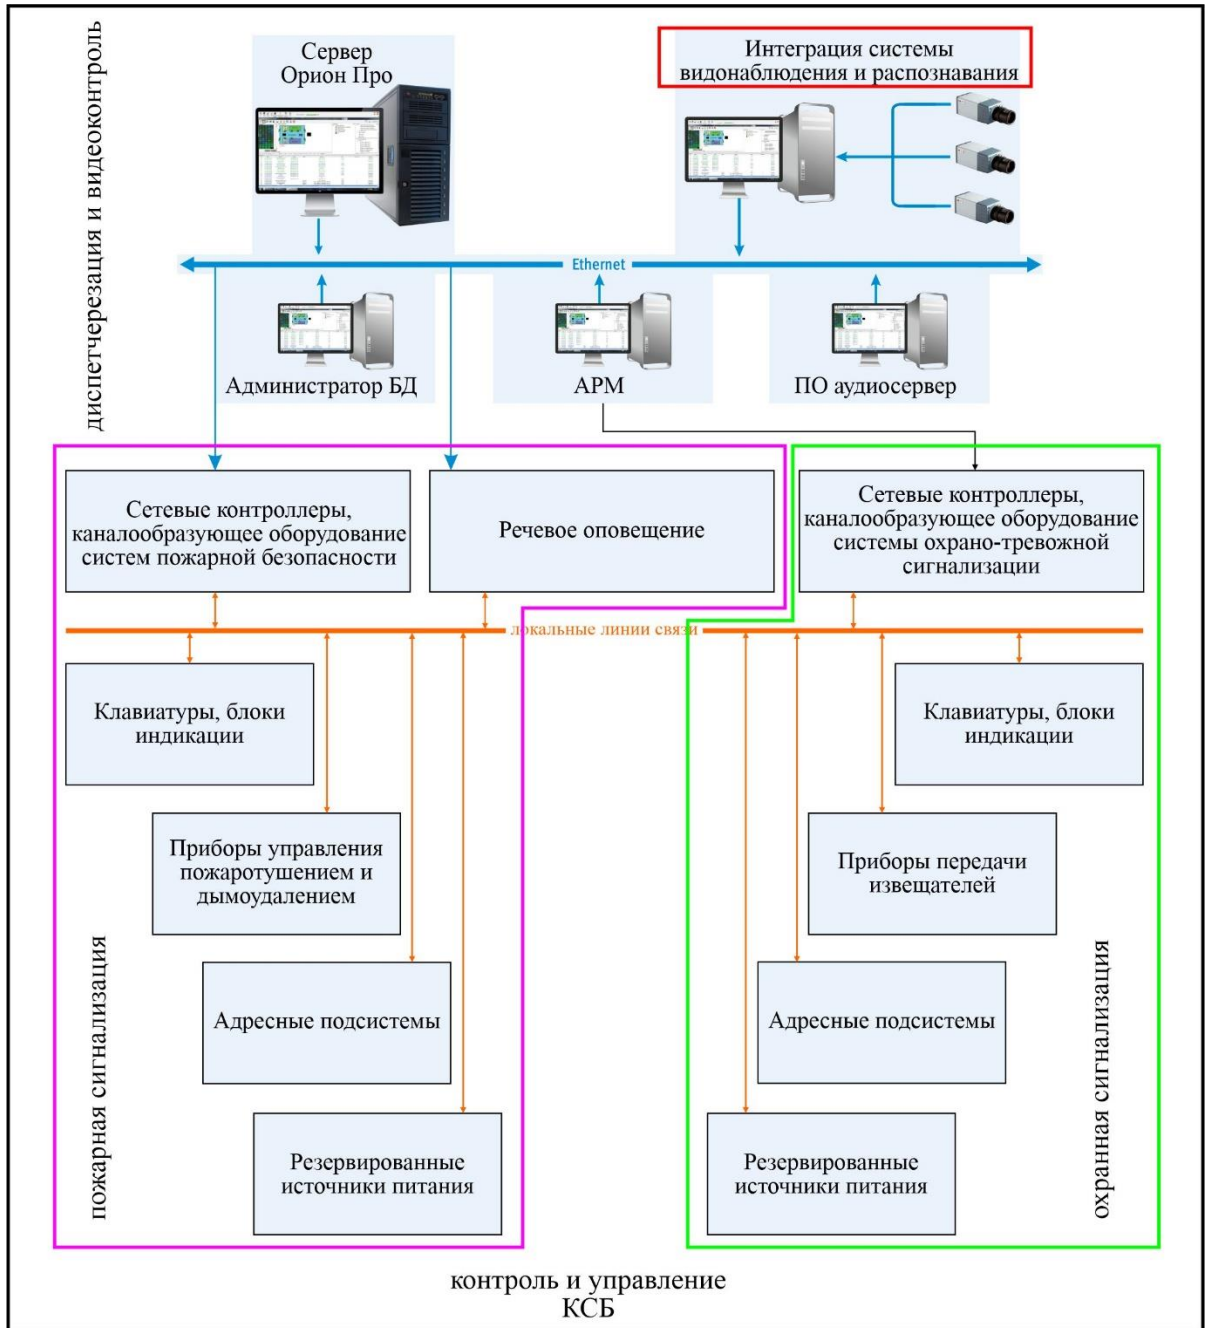 диспетчерезация и видеоконтроль
Сервер
Орион Про
Интеграция системы
видонаблюдения и распознавания
Ethernet
Администратор БД
АРМ
ПО аудиосервер
Сетевые контроллеры,
каналообразующее оборудование
систем пожарной безопасности
Речевое оповещение
Сетевые контроллеры,
каналообразующее оборудование
системы охрано-тревожной
сигнализации
локальные линии связи
Клавиатуры, блоки
индикации
Клавиатуры, блоки
индикации
Приборы управления
пожаротушением и
дымоудалением
Приборы передачи
извещателей
пожарная сигнализация
Адресные подсистемы
Адресные подсистемы
охранная сигнализация
Резервированные
источники питания
Резервированные
источники питания
контроль и управление
КСБ